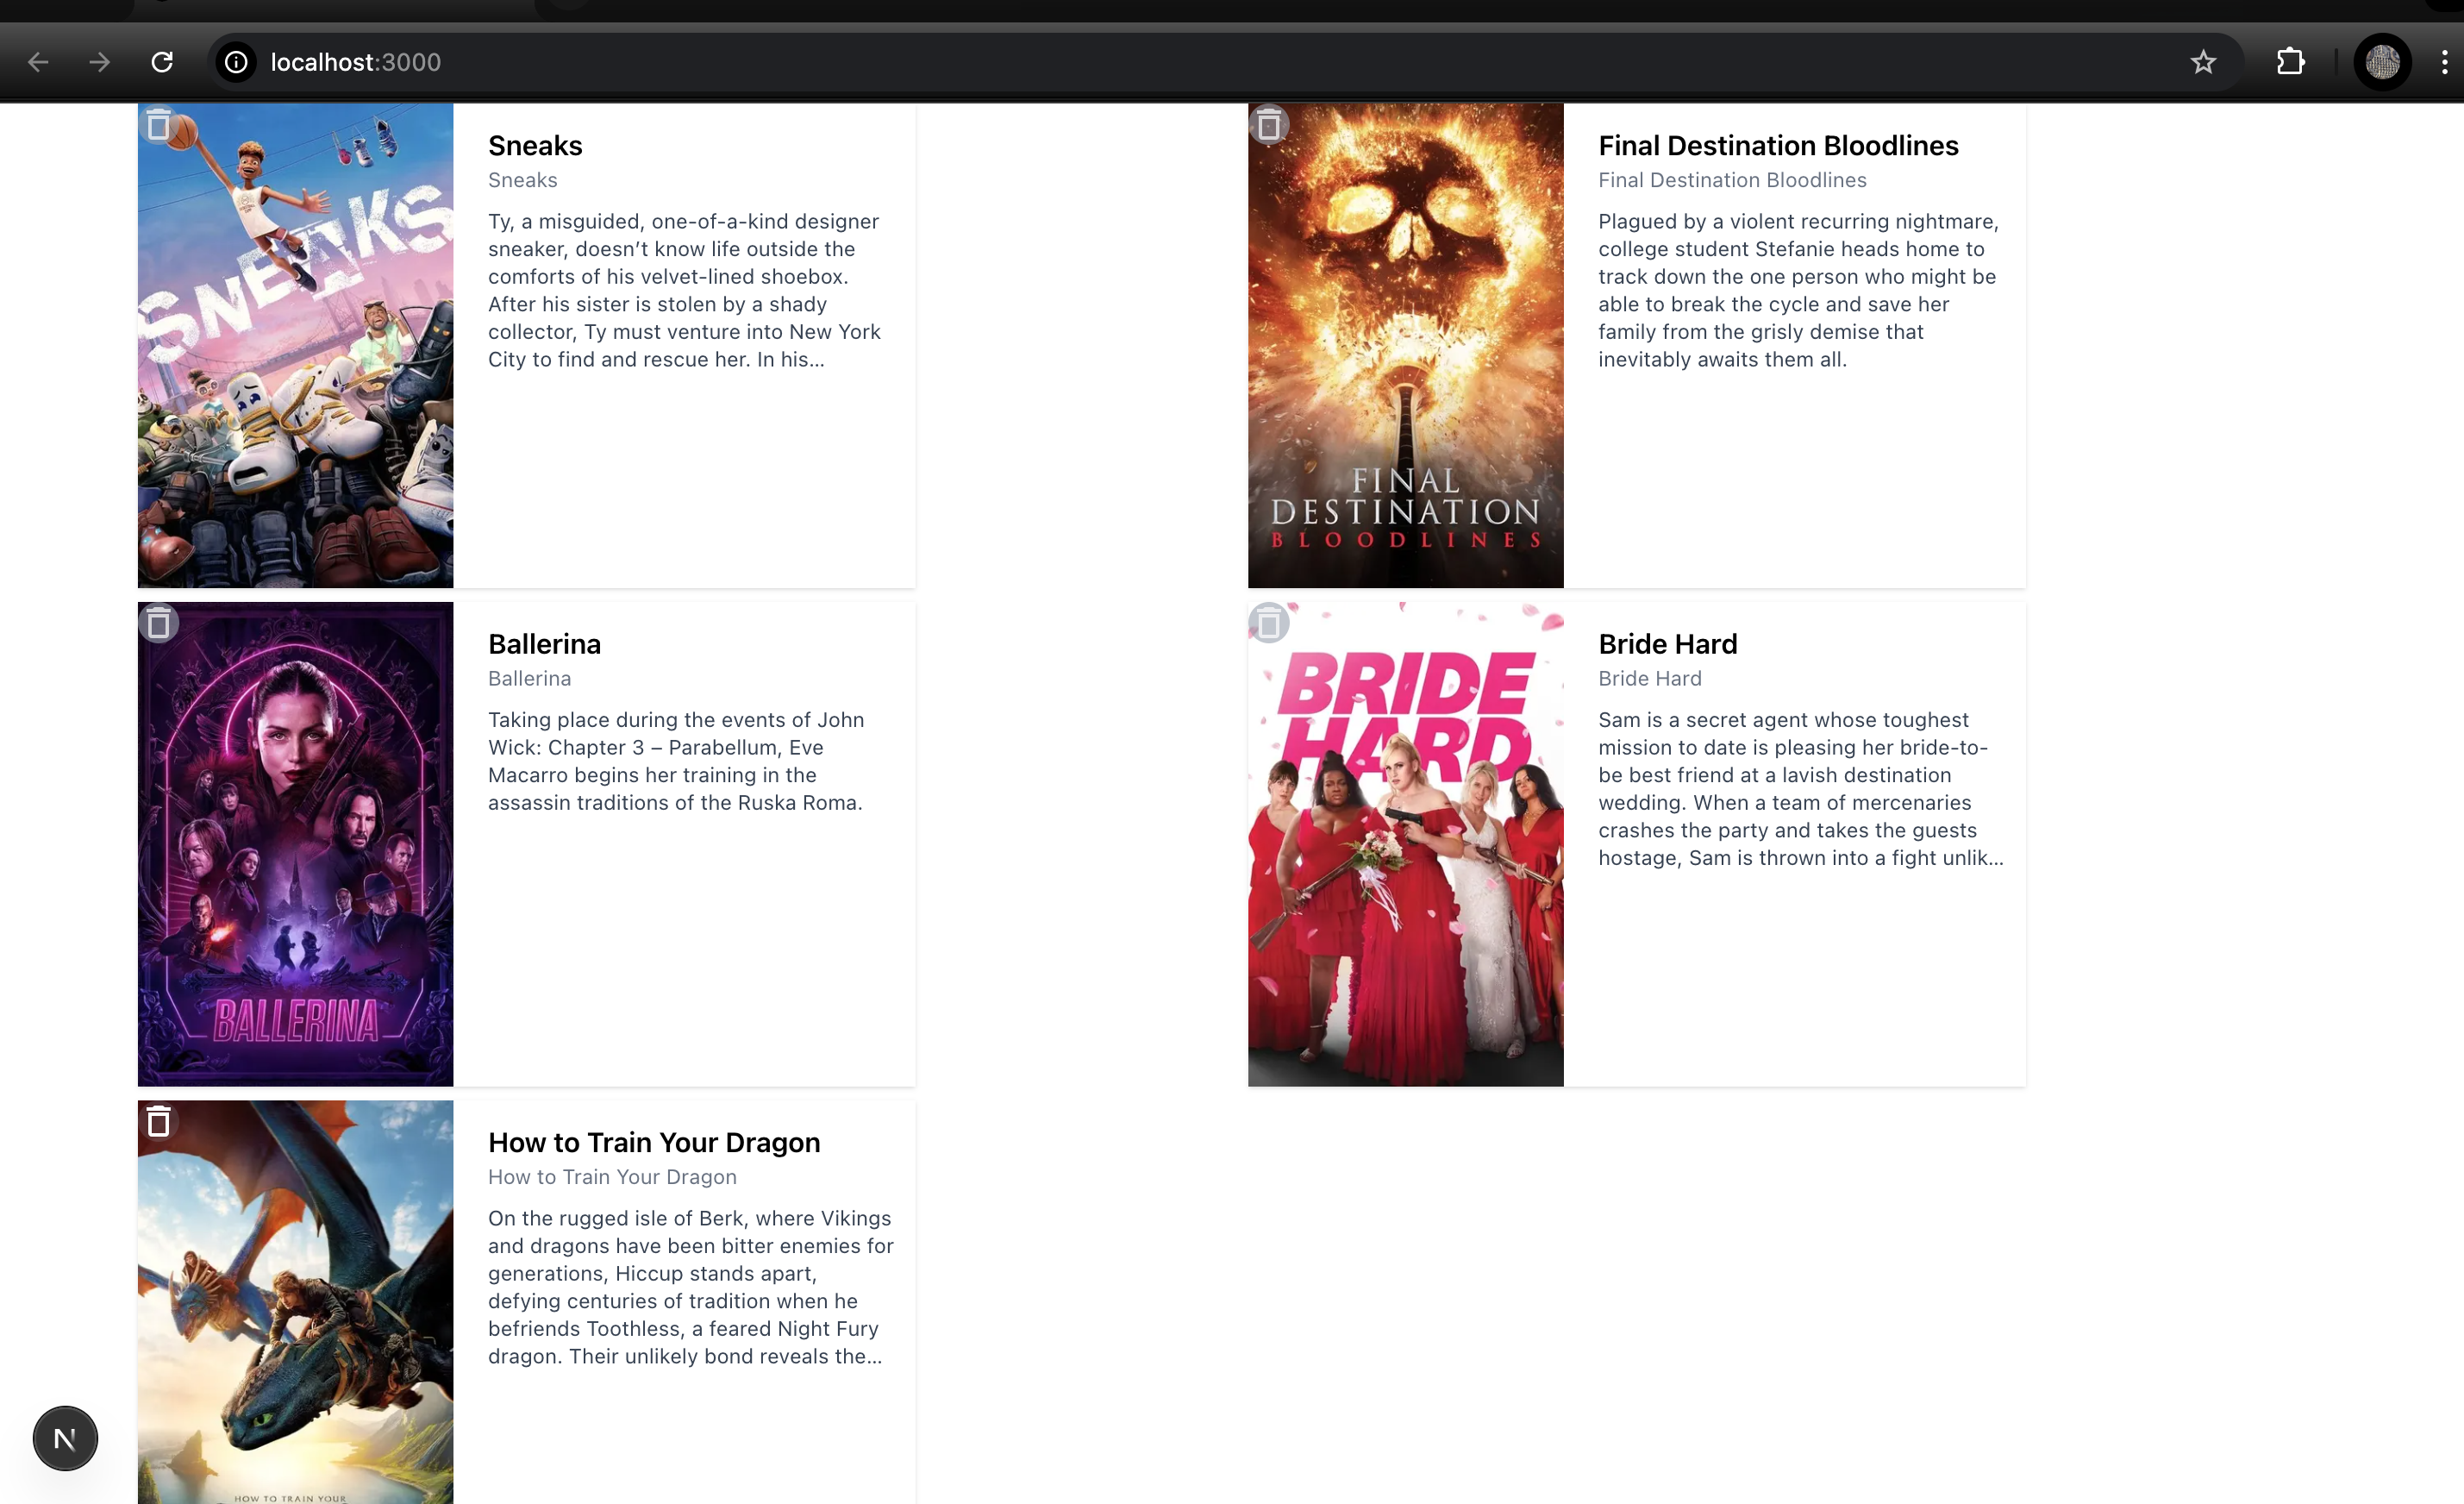 localhost:3000
SNEAKS
Sneaks
Sneaks
Ty, a misguided, one-of-a-kind designer
sneaker, doesn’t know life outside the
comforts of his velvet-lined shoebox.
After his sister is stolen by a shady
collector, Ty must venture into New York
City to find and rescue her. In his...
FINAL
DESTINATION
BLOODLINES
Final Destination Bloodlines
Final Destination Bloodlines
Plagued by a violent recurring nightmare,
college student Stefanie heads home to
track down the one person who might be
able to break the cycle and save her
family from the grisly demise that
inevitably awaits them all.
BALLERINA
Ballerina
Ballerina
Taking place during the events of John
Wick: Chapter 3 – Parabellum, Eve
Macarro begins her training in the
assassin traditions of the Ruska Roma.
BRIDE
HARD
Bride Hard
Bride Hard
Sam is a secret agent whose toughest
mission to date is pleasing her bride-to-
be best friend at a lavish destination
wedding. When a team of mercenaries
crashes the party and takes the guests
hostage, Sam is thrown into a fight unlik...
HOW TO TRAIN YOUR
How to Train Your Dragon
How to Train Your Dragon
On the rugged isle of Berk, where Vikings
and dragons have been bitter enemies for
generations, Hiccup stands apart,
defying centuries of tradition when he
befriends Toothless, a feared Night Fury
dragon. Their unlikely bond reveals the...
N